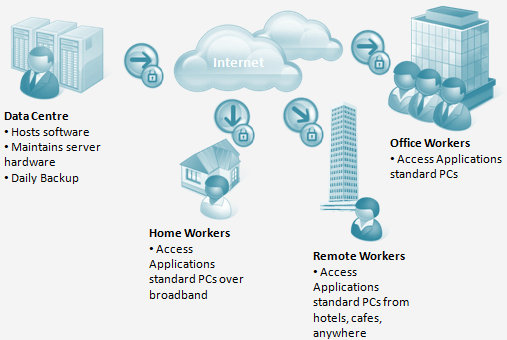 Internet
Data Centre
• Hosts software
• Maintains server
hardware
• Daily Backup
Office Workers
• Access Applications
standard PCs
Home Workers
• Access
Applications
standard PCs over
broadband
Remote Workers
• Access
Applications
standard PCs from
hotels, cafes,
anywhere